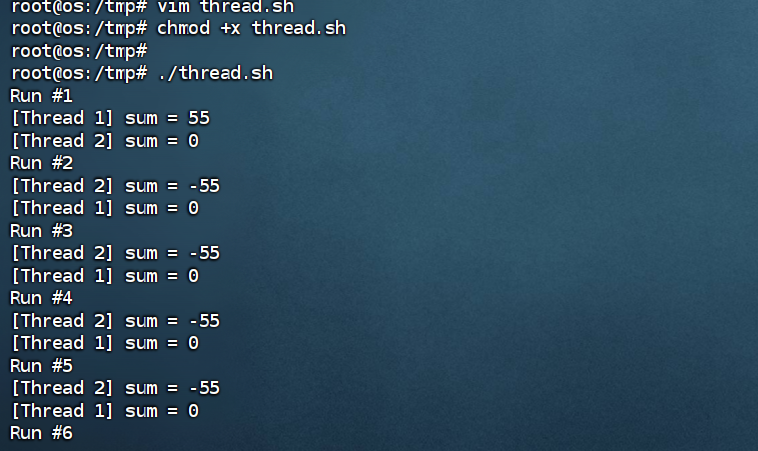 root@os:/tmp# vim thread.sh
root@os:/tmp# chmod +x thread.sh
root@os:/tmp#
root@os:/tmp# ./thread.sh
Run #1
[Thread 1] sum = 55
[Thread 2] sum = 0
Run #2
[Thread 2] sum = -55
[Thread 1] sum = 0
Run #3
[Thread 2] sum = -55
[Thread 1] sum = 0
Run #4
[Thread 2] sum = -55
[Thread 1] sum = 0
Run #5
[Thread 2] sum = -55
[Thread 1] sum = 0
Run #6